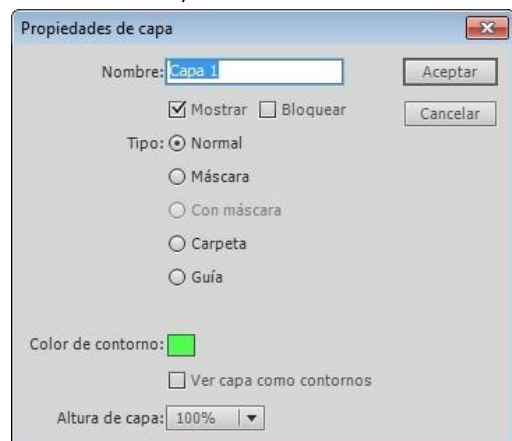 Propiedades de capa
Nombre: Capa 1 Aceptar
Mostrar Bloquear Cancelar
Tipo: Normal
Máscara
Con máscara
Carpeta
Guía
Color de contorno:
Ver capa como contornos
Altura de capa: 100%